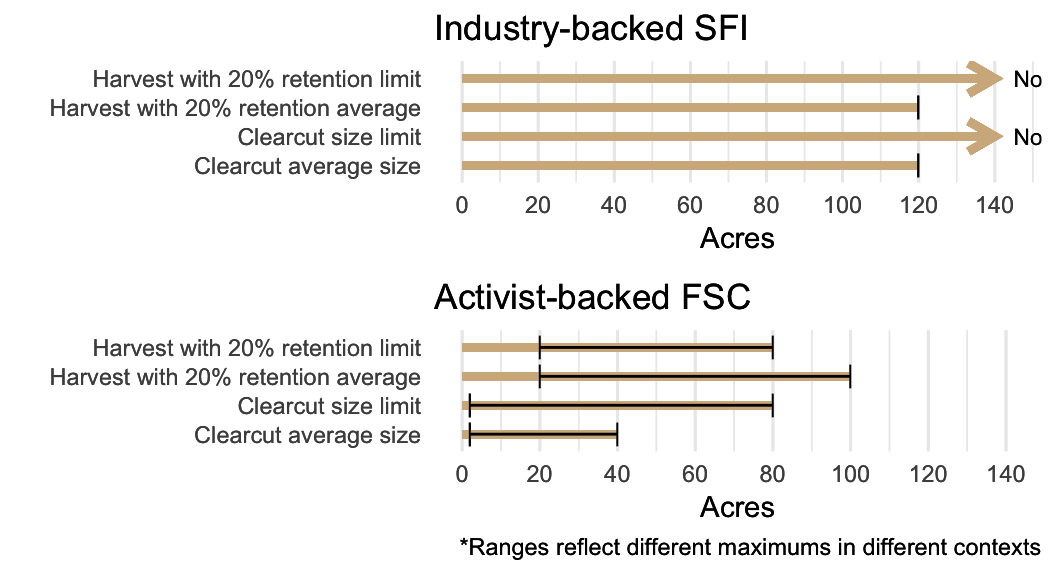 Industry-backed SFI
Harvest with 20% retention limit No
Harvest with 20% retention average
Clearcut size limit No
Clearcut average size
0 20 40 60 80 100 120 140
Acres
Activist-backed FSC
Harvest with 20% retention limit
Harvest with 20% retention average
Clearcut size limit
Clearcut average size
0 20 40 60 80 100 120 140
Acres
*Ranges reflect different maximums in different contexts